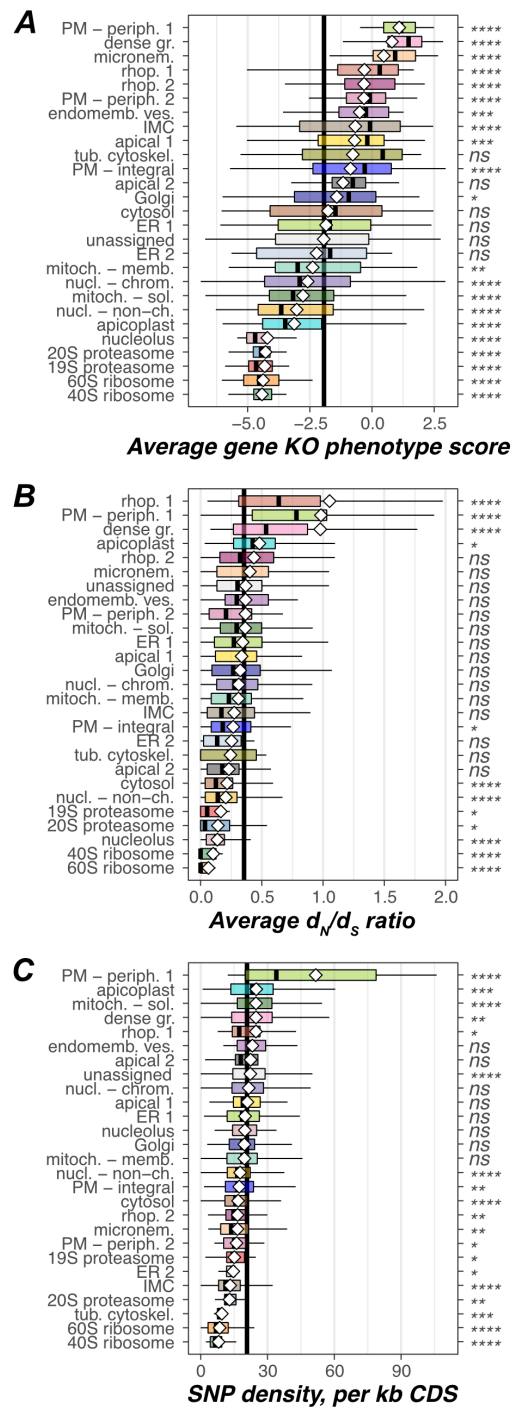 A
PM – periph. 1 ****
dense gr. ****
micronem. ****
rhop. 1 ****
rhop. 2 ****
PM – periph. 2 ****
endomemb. ves. ***
IMC ****
apical 1 ***
tub. cytoskel. ns
PM – integral ****
apical 2 ns
Golgi *
cytosol ns
ER 1 ns
unassigned ns
ER 2 ns
mitoch. – memb. **
nucl. – chrom. ****
mitoch. – sol. ****
nucl. – non–ch. ****
apicoplast ****
nucleolus ****
20S proteasome ****
19S proteasome ****
60S ribosome ****
40S ribosome ****
−5.0 −2.5 0.0 2.5
Average gene KO phenotype score
B
rhop. 1 ****
PM – periph. 1 ****
dense gr. ****
apicoplast *
rhop. 2 ns
micronem. ns
unassigned ns
endomemb. ves. ns
PM – periph. 2 ns
mitoch. – sol. ns
ER 1 ns
apical 1 ns
Golgi ns
nucl. – chrom. ns
mitoch. – memb. ns
IMC ns
PM – integral *
ER 2 ns
tub. cytoskel. ns
apical 2 ns
cytosol ****
nucl. – non–ch. ****
19S proteasome *
20S proteasome *
nucleolus ****
40S ribosome ****
60S ribosome ****
0.0 0.5 1.0 1.5 2.0
Average dN/dS ratio
C
PM – periph. 1 ****
apicoplast ***
mitoch. – sol. ****
dense gr. **
rhop. 1 *
endomemb. ves. ns
apical 2 ns
unassigned ****
nucl. – chrom. ns
apical 1 ns
ER 1 ns
nucleolus ns
Golgi ns
mitoch. – memb. ns
nucl. – non–ch. ****
PM – integral **
cytosol ****
rhop. 2 **
micronem. **
PM – periph. 2 *
19S proteasome *
ER 2 *
IMC ****
20S proteasome **
tub. cytoskel. ***
60S ribosome ****
40S ribosome ****
0 30 60 90
SNP density, per kb CDS